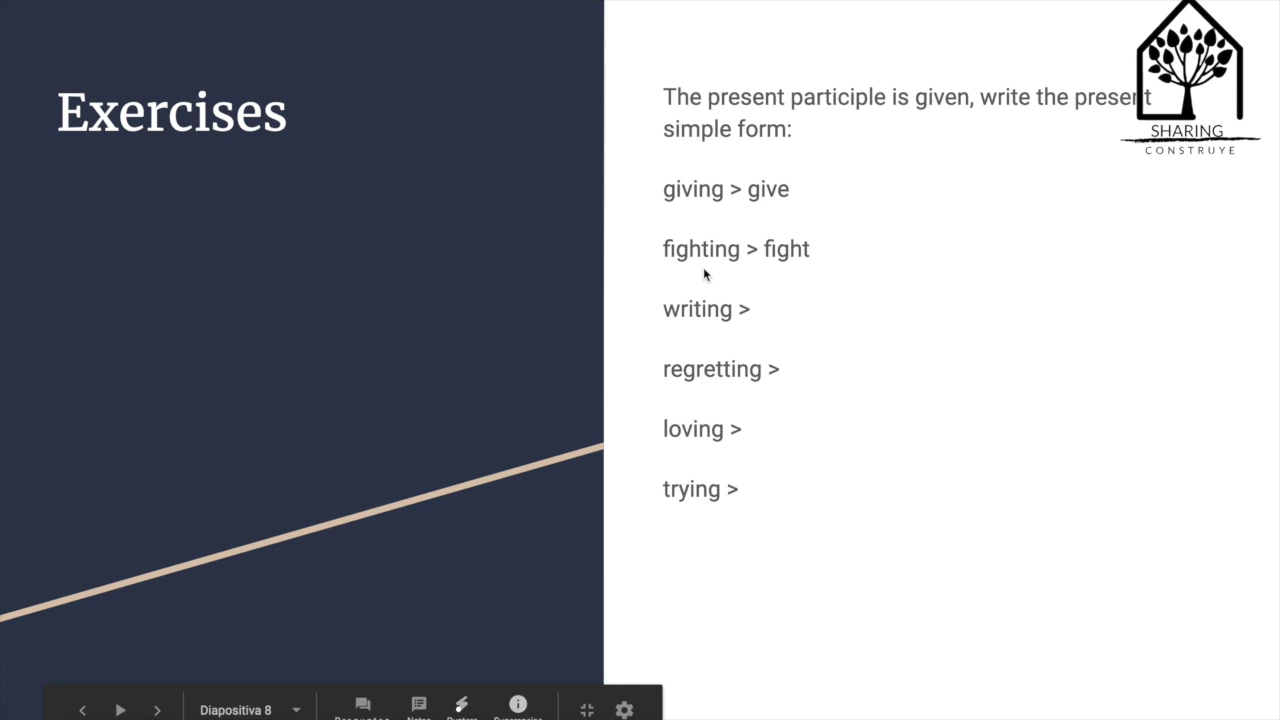 Exercises
The present participle is given, write the present
simple form:
giving > give
fighting > fight
writing >
regretting >
loving >
trying >
SHARING
CONSTRUYE
Diapositiva 8